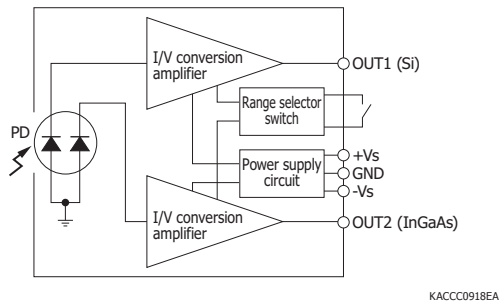 I/V conversion
amplifier
OUT1 (Si)
Range selector
switch
PD
Power supply
circuit
+Vs
GND
-Vs
I/V conversion
amplifier
OUT2 (InGaAs)
KACCC0918EA